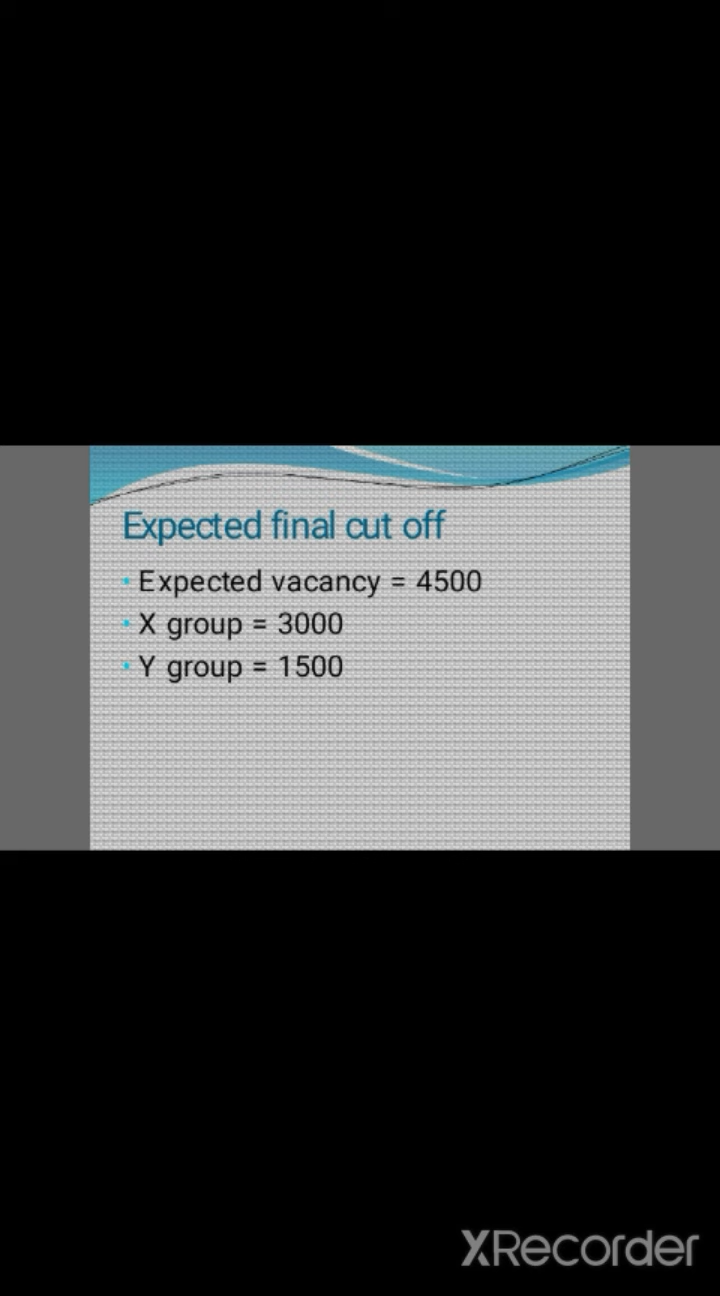 Expected final cut off
• Expected vacancy = 4500
• X group = 3000
• Y group = 1500
XRecorder